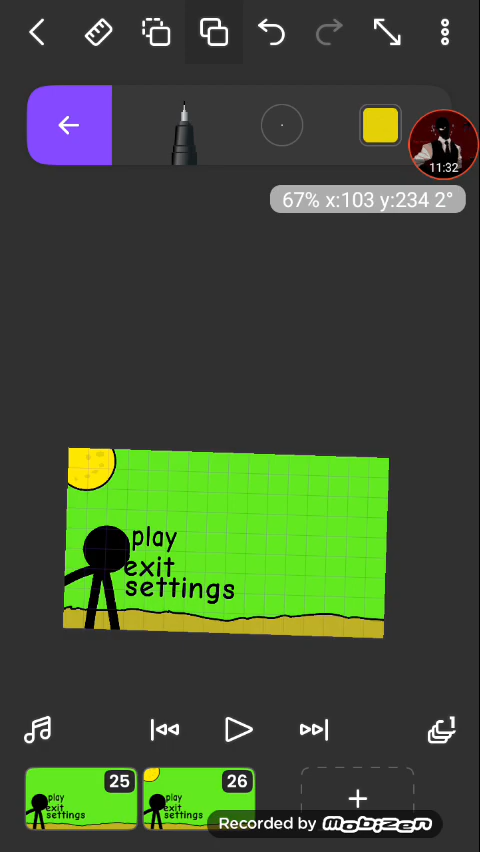 11:32
67% x:103 y:234 2°
play
exit
settings
1
25
play
exit
settings
26
play
exit
settings
Recorded by Mobizen